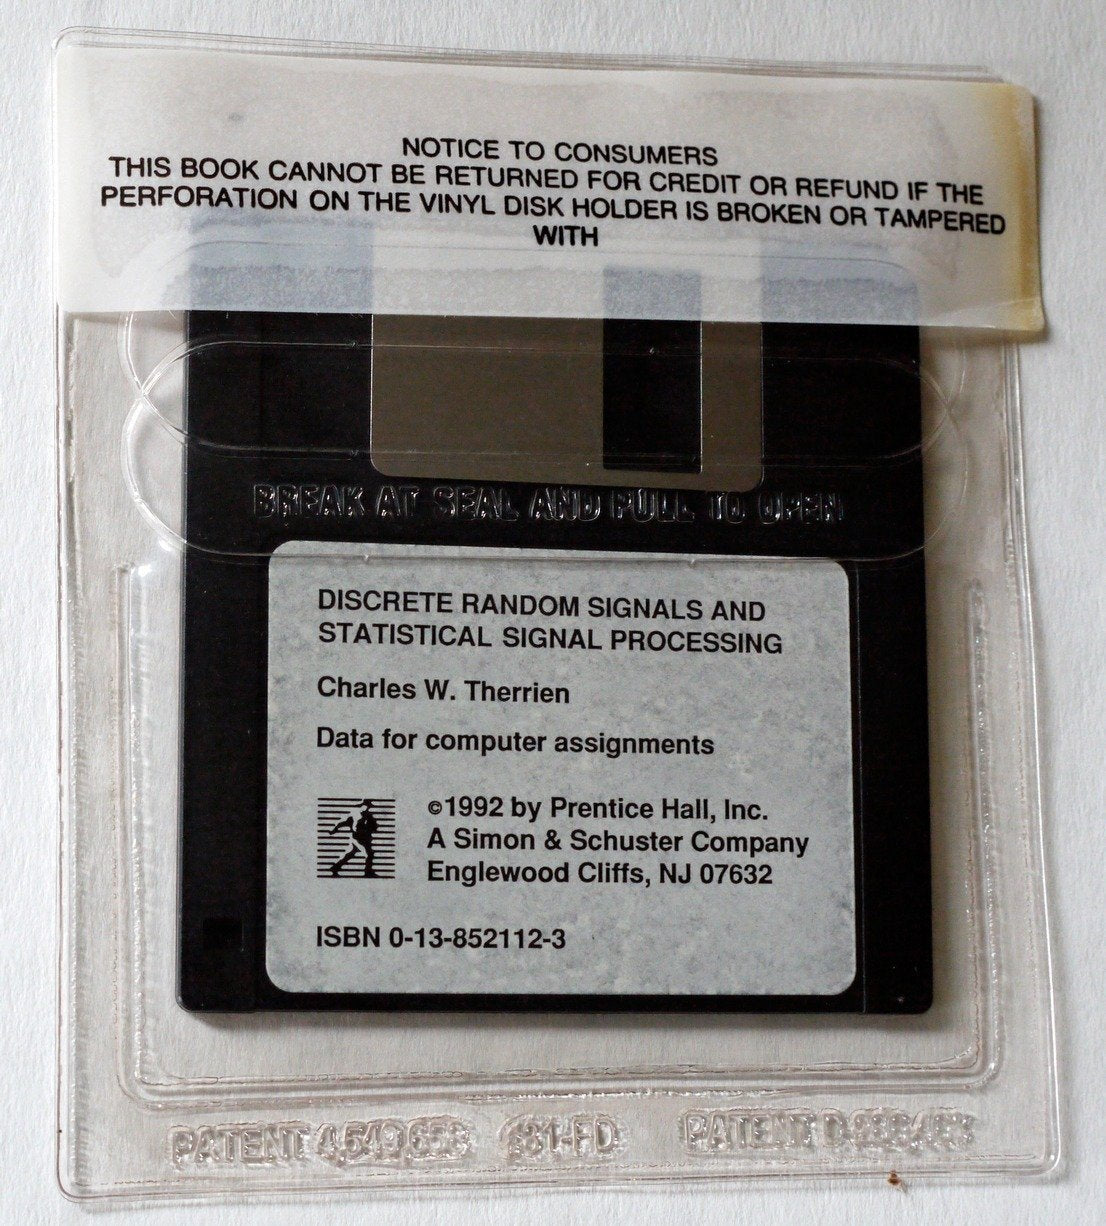 NOTICE TO CONSUMERS
THIS BOOK CANNOT BE RETURNED FOR CREDIT OR REFUND IF THE
PERFORATION ON THE VINYL DISK HOLDER IS BROKEN OR TAMPERED
WITH
BREAK AT SEAL AND PULL TO OPEN
DISCRETE RANDOM SIGNALS AND
STATISTICAL SIGNAL PROCESSING
Charles W. Therrien
Data for computer assignments
©1992 by Prentice Hall, Inc.
A Simon & Schuster Company
Englewood Cliffs, NJ 07632
ISBN 0-13-852112-3
PATENT PATENT